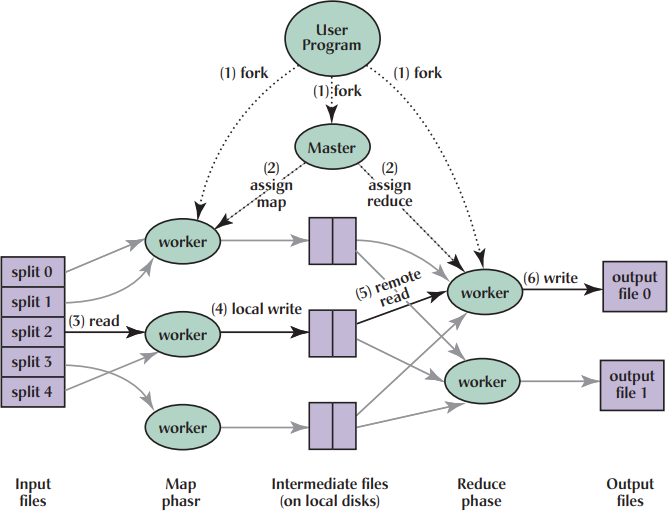 User
Program
(1) fork
(1) fork
(1) fork
Master
(2)
assign
map
(2)
assign
reduce
worker
split 0
split 1
split 2
split 3
split 4
(3) read
worker
(4) local write
(5) remote
read
worker
(6) write
output
file 0
worker
output
file 1
worker
Input
files
Map
phasr
Intermediate files
(on local disks)
Reduce
phase
Output
files